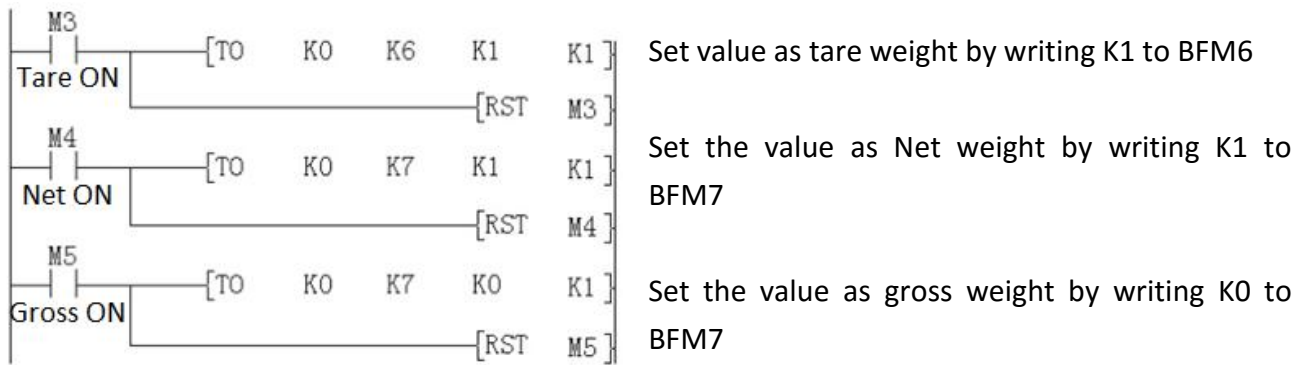 M3
[TO K0 K6 K1 K1] Set value as tare weight by writing K1 to BFM6
Tare ON
[RST M3]
M4
[TO K0 K7 K1 K1] Set the value as Net weight by writing K1 to
Net ON BFM7
[RST M4]
M5
[TO K0 K7 K0 K1] Set the value as gross weight by writing K0 to
Gross ON
[RST M5] BFM7